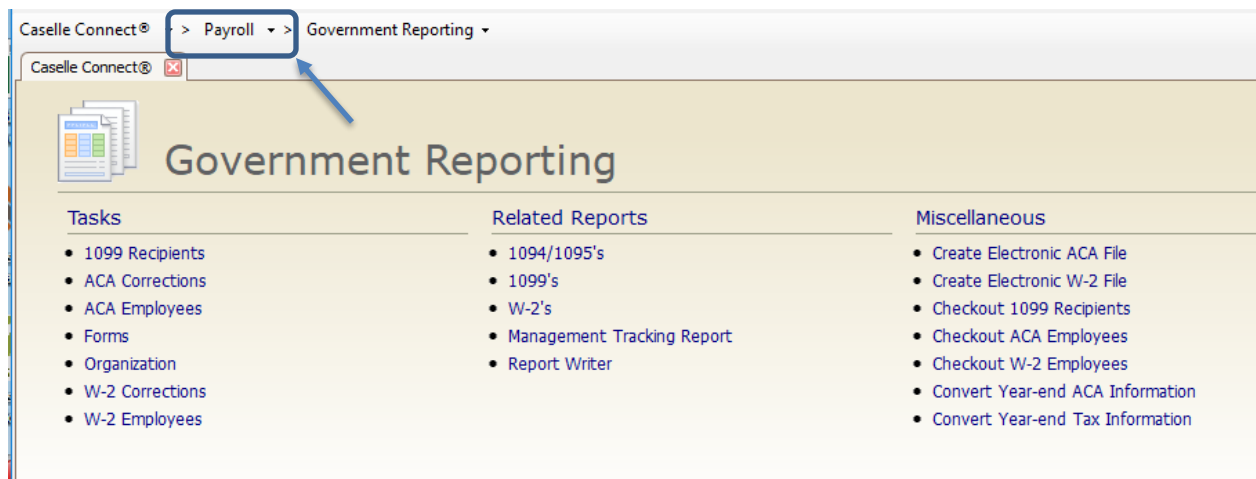 Caselle Connect® > Payroll > Government Reporting
Caselle Connect®
Government Reporting
Tasks
1099 Recipients
ACA Corrections
ACA Employees
Forms
Organization
W-2 Corrections
W-2 Employees
Related Reports
1094/1095's
1099's
W-2's
Management Tracking Report
Report Writer
Miscellaneous
Create Electronic ACA File
Create Electronic W-2 File
Checkout 1099 Recipients
Checkout ACA Employees
Checkout W-2 Employees
Convert Year-end ACA Information
Convert Year-end Tax Information